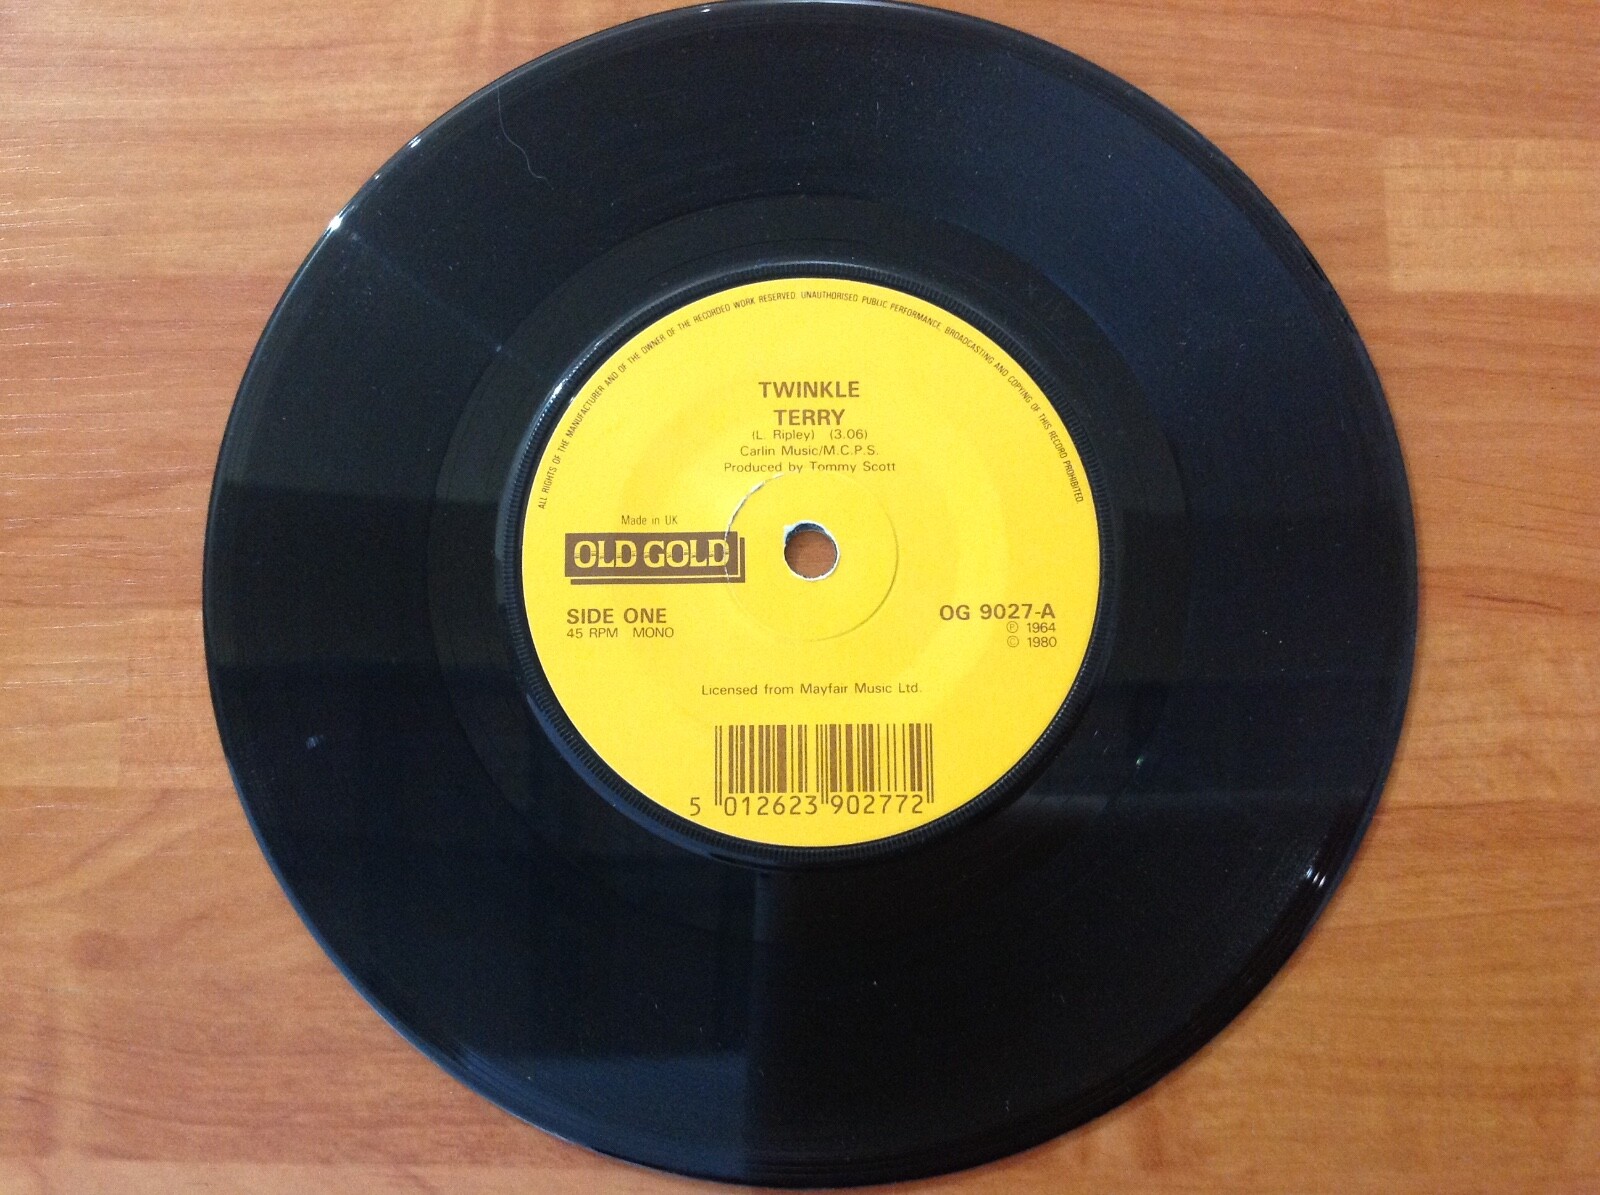 ALL RIGHTS OF THE MANUFACTURER AND OF THE OWNER OF THE RECORDED WORK RESERVED. UNAUTHORISED PUBLIC PERFORMANCE, BROADCASTING AND COPYING OF THIS RECORD PROHIBITED.
TWINKLE
TERRY
(L. Ripley) (3.06)
Carlin Music/M.C.P.S.
Produced by Tommy Scott
Made in UK
OLD GOLD
SIDE ONE
45 RPM MONO
OG 9027-A
℗ 1964
© 1980
Licensed from Mayfair Music Ltd.
5 012623 902772